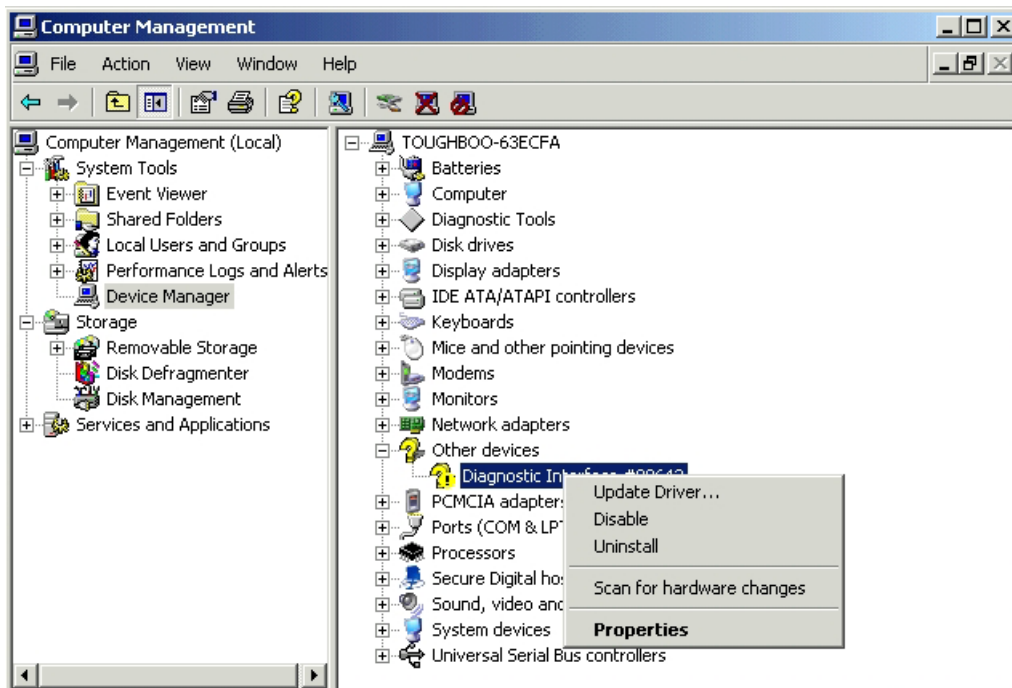 Computer Management
File Action View Window Help
Computer Management (Local)
System Tools
Event Viewer
Shared Folders
Local Users and Groups
Performance Logs and Alerts
Device Manager
Storage
Removable Storage
Disk Defragmenter
Disk Management
Services and Applications
TOUGHBOO-63ECFA
Batteries
Computer
Diagnostic Tools
Disk drives
Display adapters
IDE ATA/ATAPI controllers
Keyboards
Mice and other pointing devices
Modems
Monitors
Network adapters
Other devices
Diagnostic
PCMCIA adapter
Ports (COM & LPT
Processors
Secure Digital
Sound, video
System devices
Universal Serial Bus controllers
Update Driver...
Disable
Uninstall
Scan for hardware changes
Properties